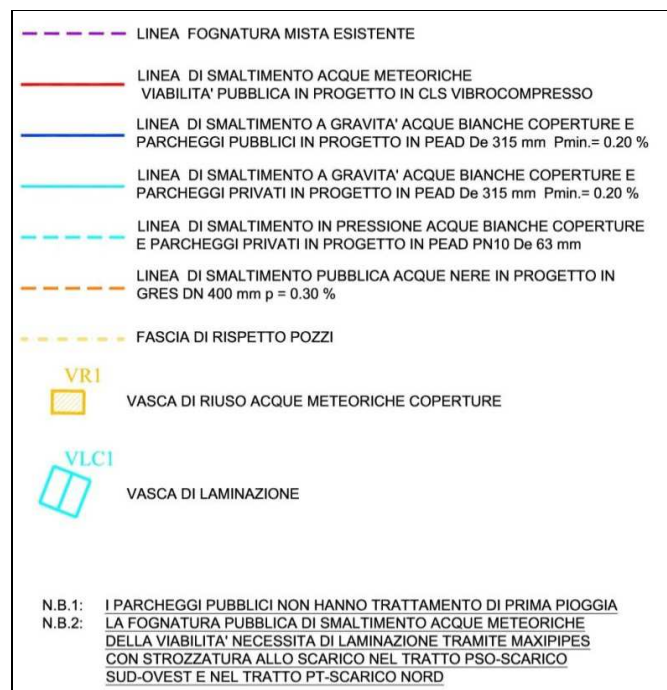 LINEA FOGNATURA MISTA ESISTENTE
LINEA DI SMALTIMENTO ACQUE METEORICHE
VIABILITA' PUBBLICA IN PROGETTO IN CLS VIBROCOMPRESSO
LINEA DI SMALTIMENTO A GRAVITA' ACQUE BIANCHE COPERTURE E
PARCHEGGI PUBBLICI IN PROGETTO IN PEAD De 315 mm Pmin.= 0.20 %
LINEA DI SMALTIMENTO A GRAVITA' ACQUE BIANCHE COPERTURE E
PARCHEGGI PRIVATI IN PROGETTO IN PEAD De 315 mm Pmin.= 0.20 %
LINEA DI SMALTIMENTO IN PRESSIONE ACQUE BIANCHE COPERTURE
E PARCHEGGI PRIVATI IN PROGETTO IN PEAD PN10 De 63 mm
LINEA DI SMALTIMENTO PUBBLICA ACQUE NERE IN PROGETTO IN
GRES DN 400 mm p = 0.30 %
FASCIA DI RISPETTO POZZI
VR1
VASCA DI RIUSO ACQUE METEORICHE COPERTURE
VLC1
VASCA DI LAMINAZIONE
N.B.1: I PARCHEGGI PUBBLICI NON HANNO TRATTAMENTO DI PRIMA PIOGGIA
N.B.2: LA FOGNATURA PUBBLICA DI SMALTIMENTO ACQUE METEORICHE
DELLA VIABILITA' NECESSITA DI LAMINAZIONE TRAMITE MAXIPIPES
CON STROZZATURA ALLO SCARICO NEL TRATTO PSO-SCARICO
SUD-OVEST E NEL TRATTO PT-SCARICO NORD